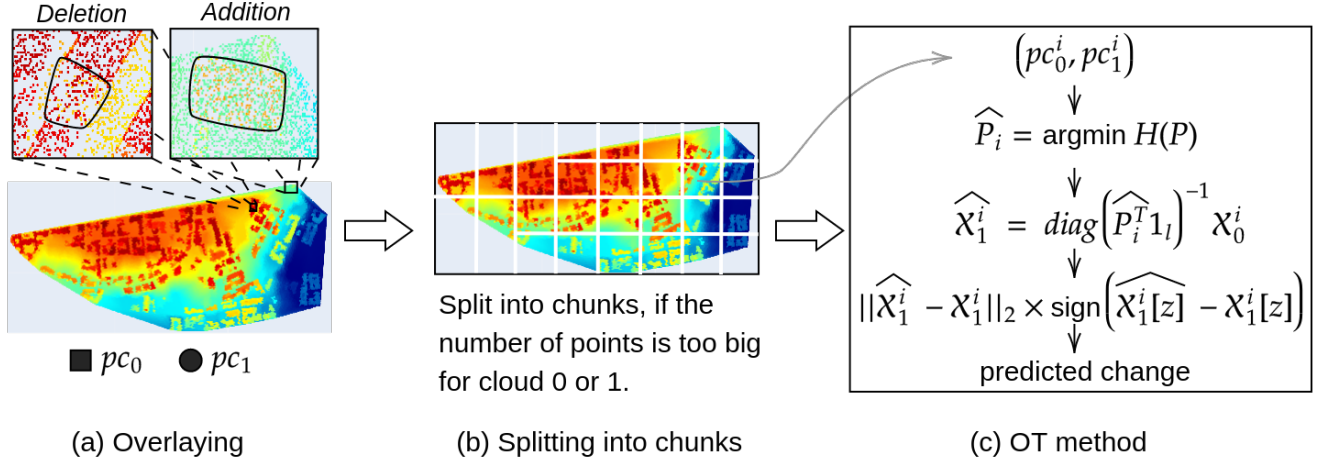 Deletion Addition
pc₀ pc₁
(a) Overlaying
Split into chunks, if the
number of points is too big
for cloud 0 or 1.
(b) Splitting into chunks
(pc₀ⁱ, pc₁ⁱ)
P̂ᵢ = argmin H(P)
X̂₁ⁱ = diag(P̂ᵢᵀ1ₗ)⁻¹ X₀ⁱ
||X̂₁ⁱ − X₁ⁱ||₂ × sign(X̂₁ⁱ[z] − X₁ⁱ[z])
predicted change
(c) OT method